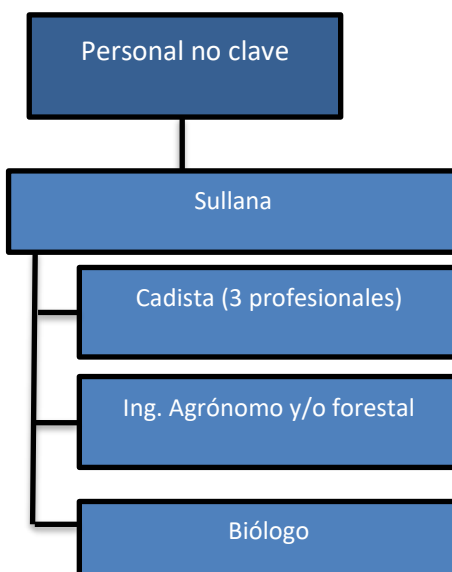 Personal no clave
Sullana
Cadista (3 profesionales)
Ing. Agrónomo y/o forestal
Biólogo